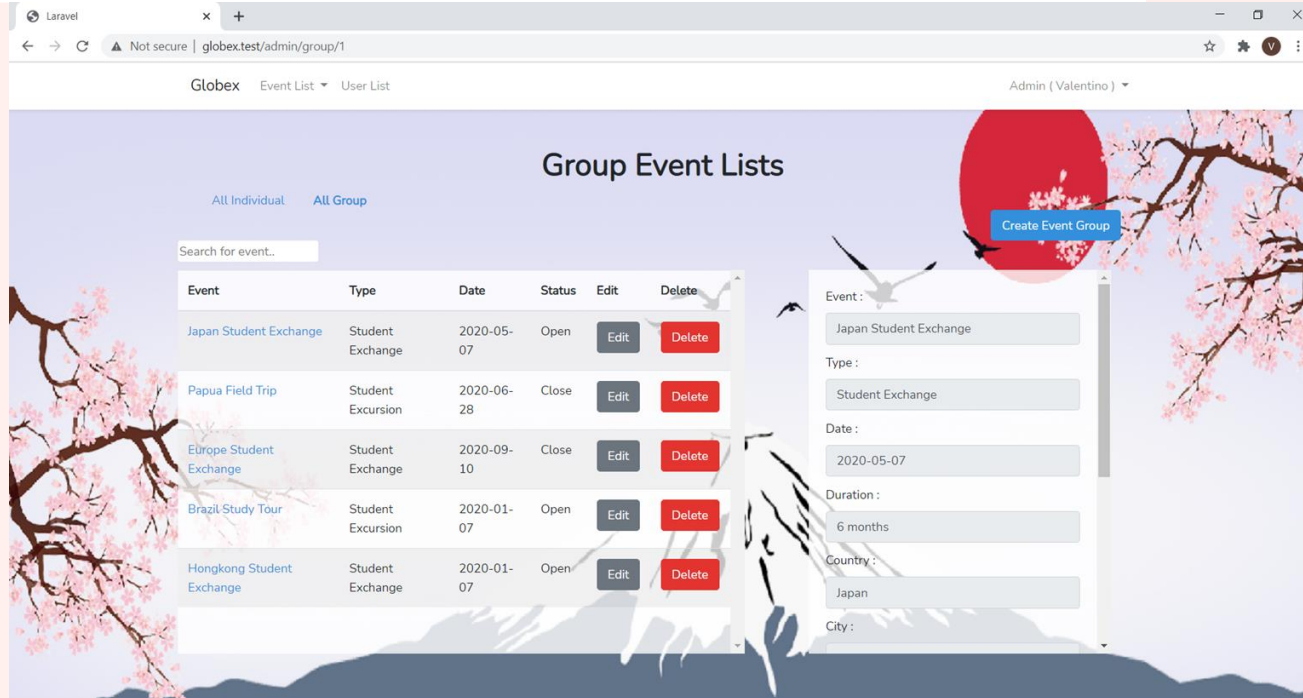 Laravel
Not secure | globex.test/admin/group/1
V
Globex Event List User List Admin ( Valentino )
Group Event Lists
All Individual All Group
Create Event Group
Search for event..
Event Type Date Status Edit Delete
Japan Student Exchange Student Exchange 2020-05-07 Open Edit Delete
Papua Field Trip Student Excursion 2020-06-28 Close Edit Delete
Europe Student Exchange Student Exchange 2020-09-10 Close Edit Delete
Brazil Study Tour Student Excursion 2020-01-07 Open Edit Delete
Hongkong Student Exchange Student Exchange 2020-01-07 Open Edit Delete
Event :
Japan Student Exchange
Type :
Student Exchange
Date :
2020-05-07
Duration :
6 months
Country :
Japan
City :